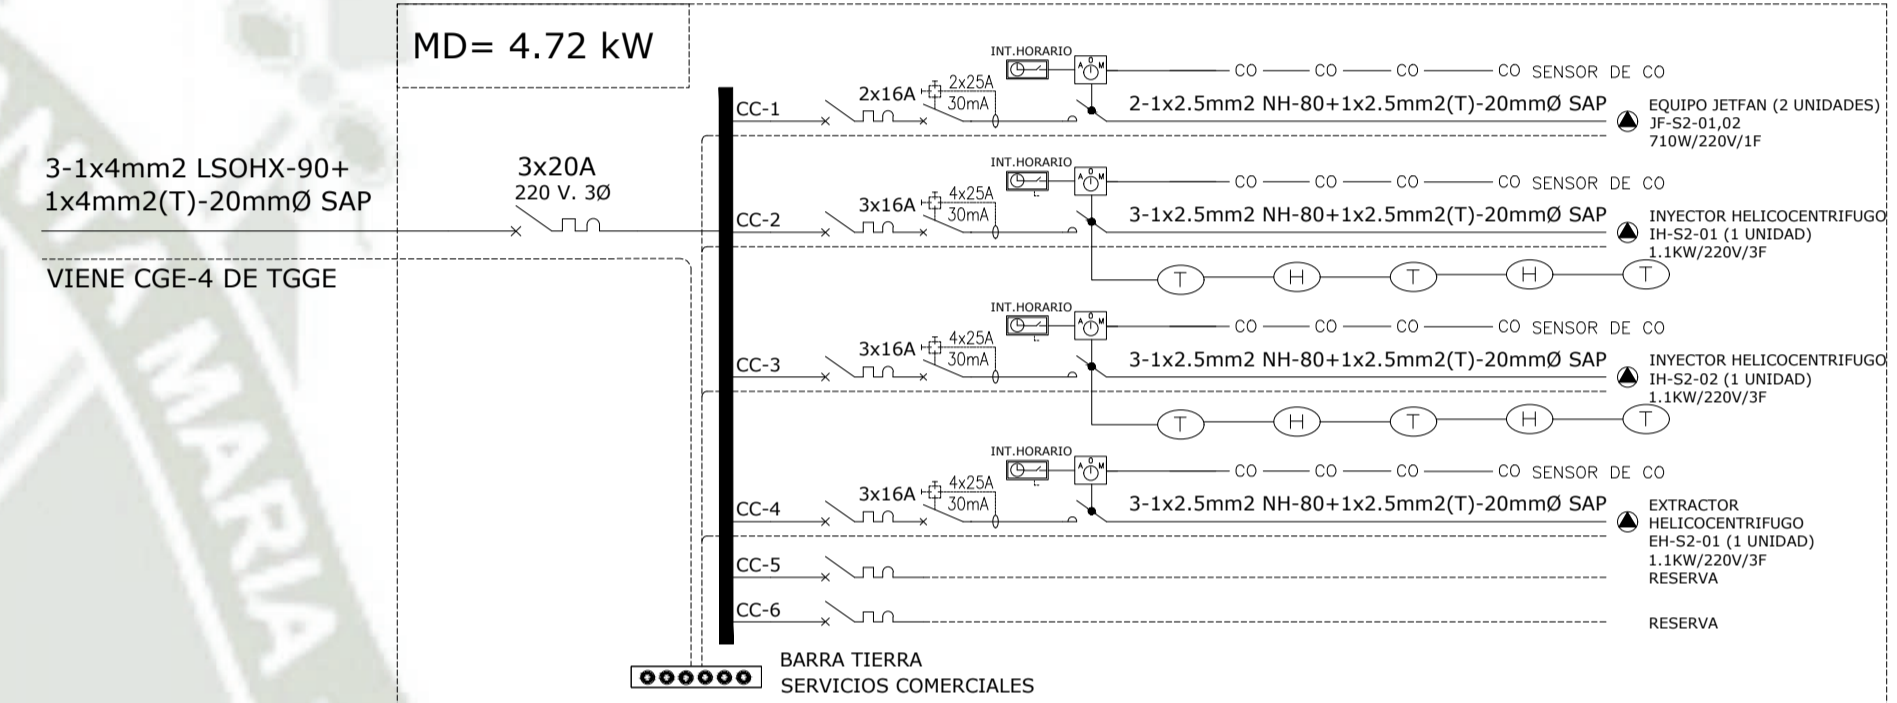 MD= 4.72 kW
3-1x4mm2 LSOHX-90+
1x4mm2(T)-20mmØ SAP
VIENE CGE-4 DE TGGE
3x20A
220 V. 3Ø
CC-1
2x16A
2x25A
30mA
INT.HORARIO
A O M
CO CO CO CO SENSOR DE CO
2-1x2.5mm2 NH-80+1x2.5mm2(T)-20mmØ SAP
EQUIPO JETFAN (2 UNIDADES)
JF-S2-01,02
710W/220V/1F
CC-2
3x16A
4x25A
30mA
INT.HORARIO
A O M
CO CO CO CO SENSOR DE CO
3-1x2.5mm2 NH-80+1x2.5mm2(T)-20mmØ SAP
INYECTOR HELICOCENTRIFUGO
IH-S2-01 (1 UNIDAD)
1.1KW/220V/3F
T H T H T
CC-3
3x16A
4x25A
30mA
INT.HORARIO
A O M
CO CO CO CO SENSOR DE CO
3-1x2.5mm2 NH-80+1x2.5mm2(T)-20mmØ SAP
INYECTOR HELICOCENTRIFUGO
IH-S2-02 (1 UNIDAD)
1.1KW/220V/3F
T H T H T
CC-4
3x16A
4x25A
30mA
INT.HORARIO
A O M
CO CO CO CO SENSOR DE CO
3-1x2.5mm2 NH-80+1x2.5mm2(T)-20mmØ SAP
EXTRACTOR
HELICOCENTRIFUGO
EH-S2-01 (1 UNIDAD)
1.1KW/220V/3F
CC-5
RESERVA
CC-6
RESERVA
BARRA TIERRA
SERVICIOS COMERCIALES
MARIA